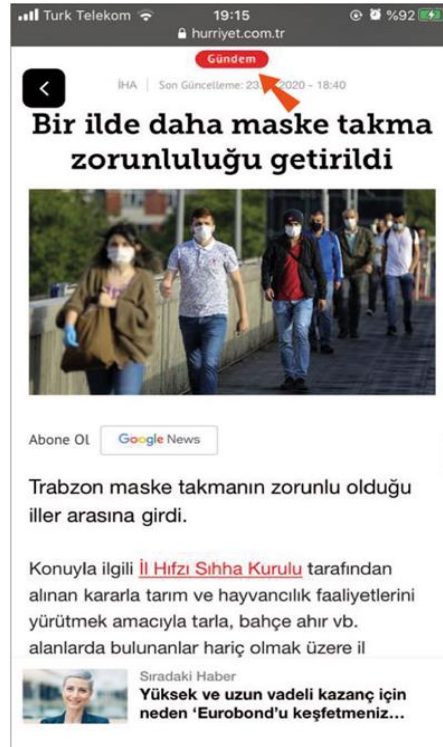 Turk Telekom 19:15 %92
hurriyet.com.tr
Gündem
İHA | Son Güncelleme: 23. 2020 - 18:40
Bir ilde daha maske takma
zorunluluğu getirildi
Abone Ol Google News
Trabzon maske takmanın zorunlu olduğu
iller arasına girdi.
Konuyla ilgili İl Hıfzı Sıhha Kurulu tarafından
alınan kararla tarım ve hayvancılık faaliyetlerini
yürütmek amacıyla tarla, bahçe ahır vb.
alanlarda bulunanlar hariç olmak üzere il
Sıradaki Haber
Yüksek ve uzun vadeli kazanç için
neden ‘Eurobond’u keşfetmeniz...